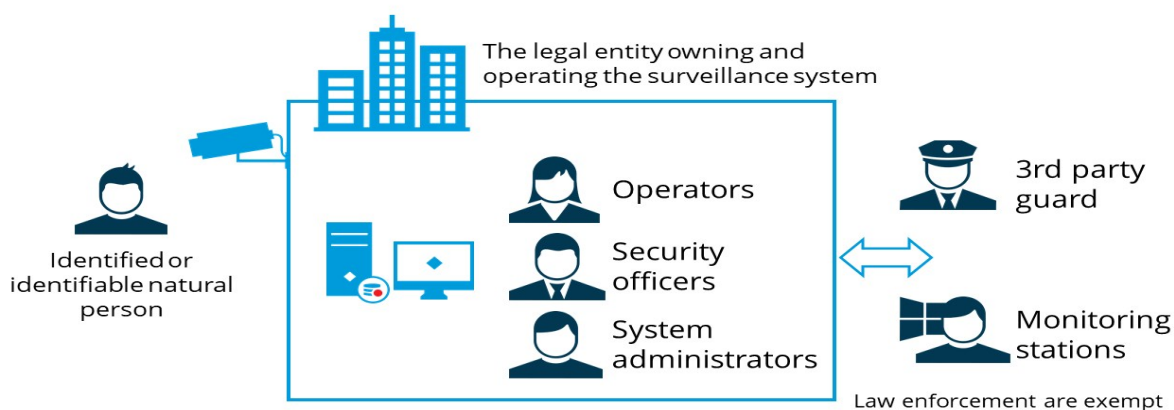 The legal entity owning and
operating the surveillance system
Identified or
identifiable natural
person
Operators
Security
officers
System
administrators
3rd party
guard
Monitoring
stations
Law enforcement are exempt